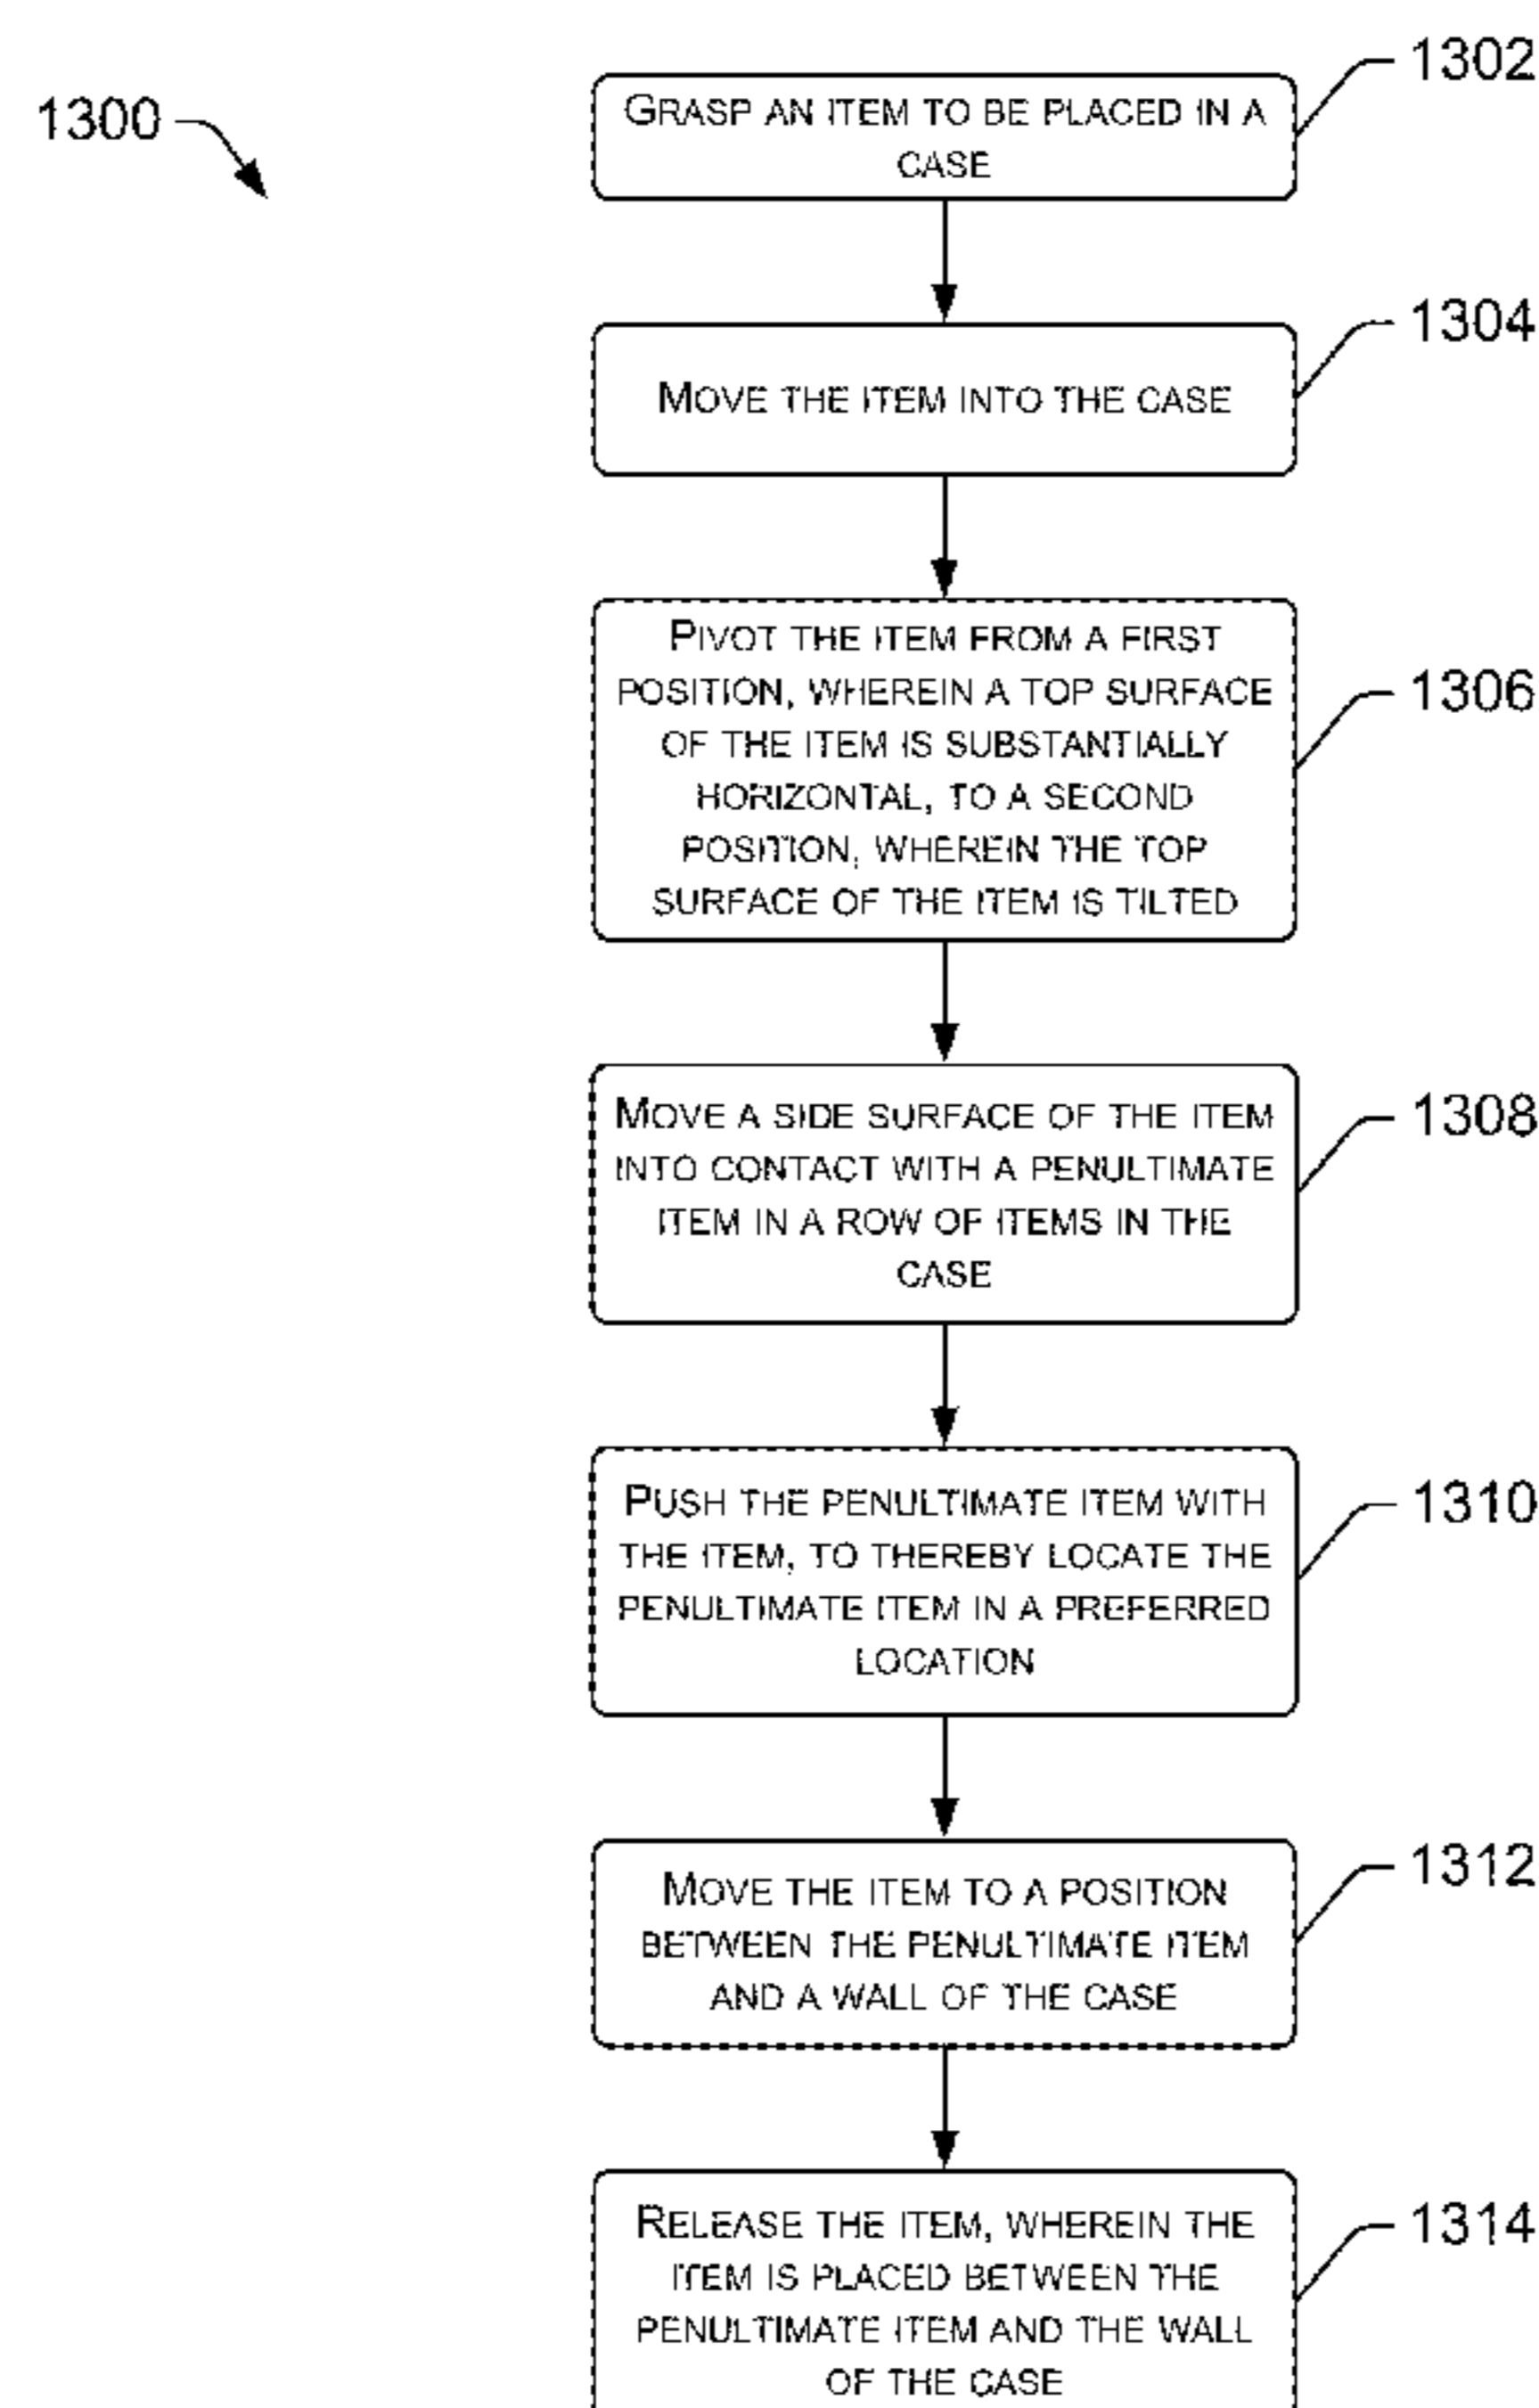 1300
1302
GRASP AN ITEM TO BE PLACED IN A
CASE
1304
MOVE THE ITEM INTO THE CASE
PIVOT THE ITEM FROM A FIRST
POSITION, WHEREIN A TOP SURFACE
OF THE ITEM IS SUBSTANTIALLY
HORIZONTAL, TO A SECOND
POSITION, WHEREIN THE TOP
SURFACE OF THE ITEM IS TILTED
1306
MOVE A SIDE SURFACE OF THE ITEM
INTO CONTACT WITH A PENULTIMATE
ITEM IN A ROW OF ITEMS IN THE
CASE
1308
PUSH THE PENULTIMATE ITEM WITH
THE ITEM, TO THEREBY LOCATE THE
PENULTIMATE ITEM IN A PREFERRED
LOCATION
1310
MOVE THE ITEM TO A POSITION
BETWEEN THE PENULTIMATE ITEM
AND A WALL OF THE CASE
1312
RELEASE THE ITEM, WHEREIN THE
ITEM IS PLACED BETWEEN THE
PENULTIMATE ITEM AND THE WALL
OF THE CASE
1314